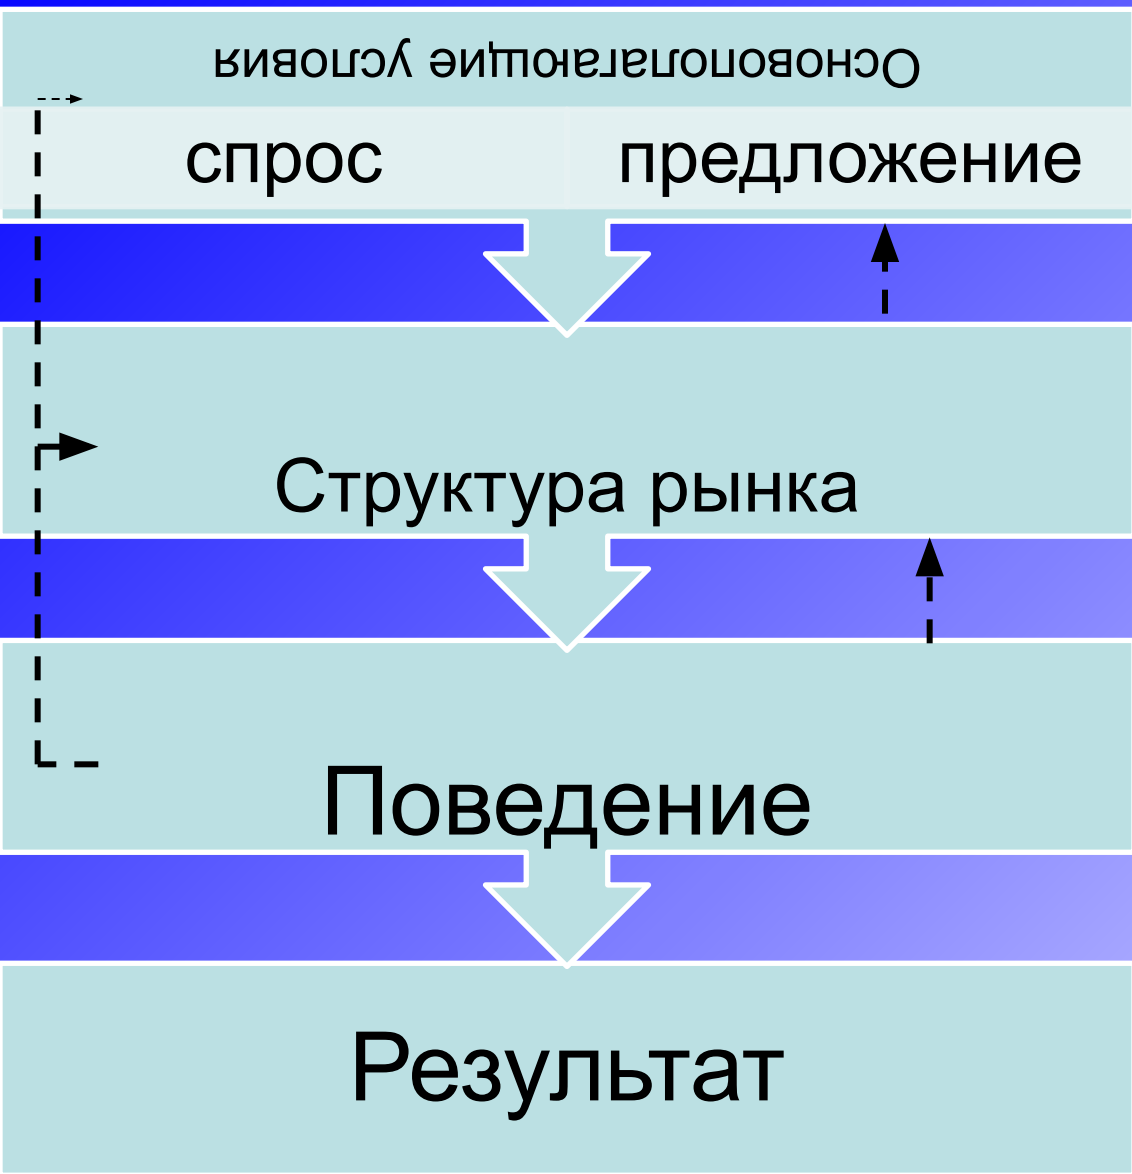 Основополагающие условия
спрос предложение
Структура рынка
Поведение
Результат